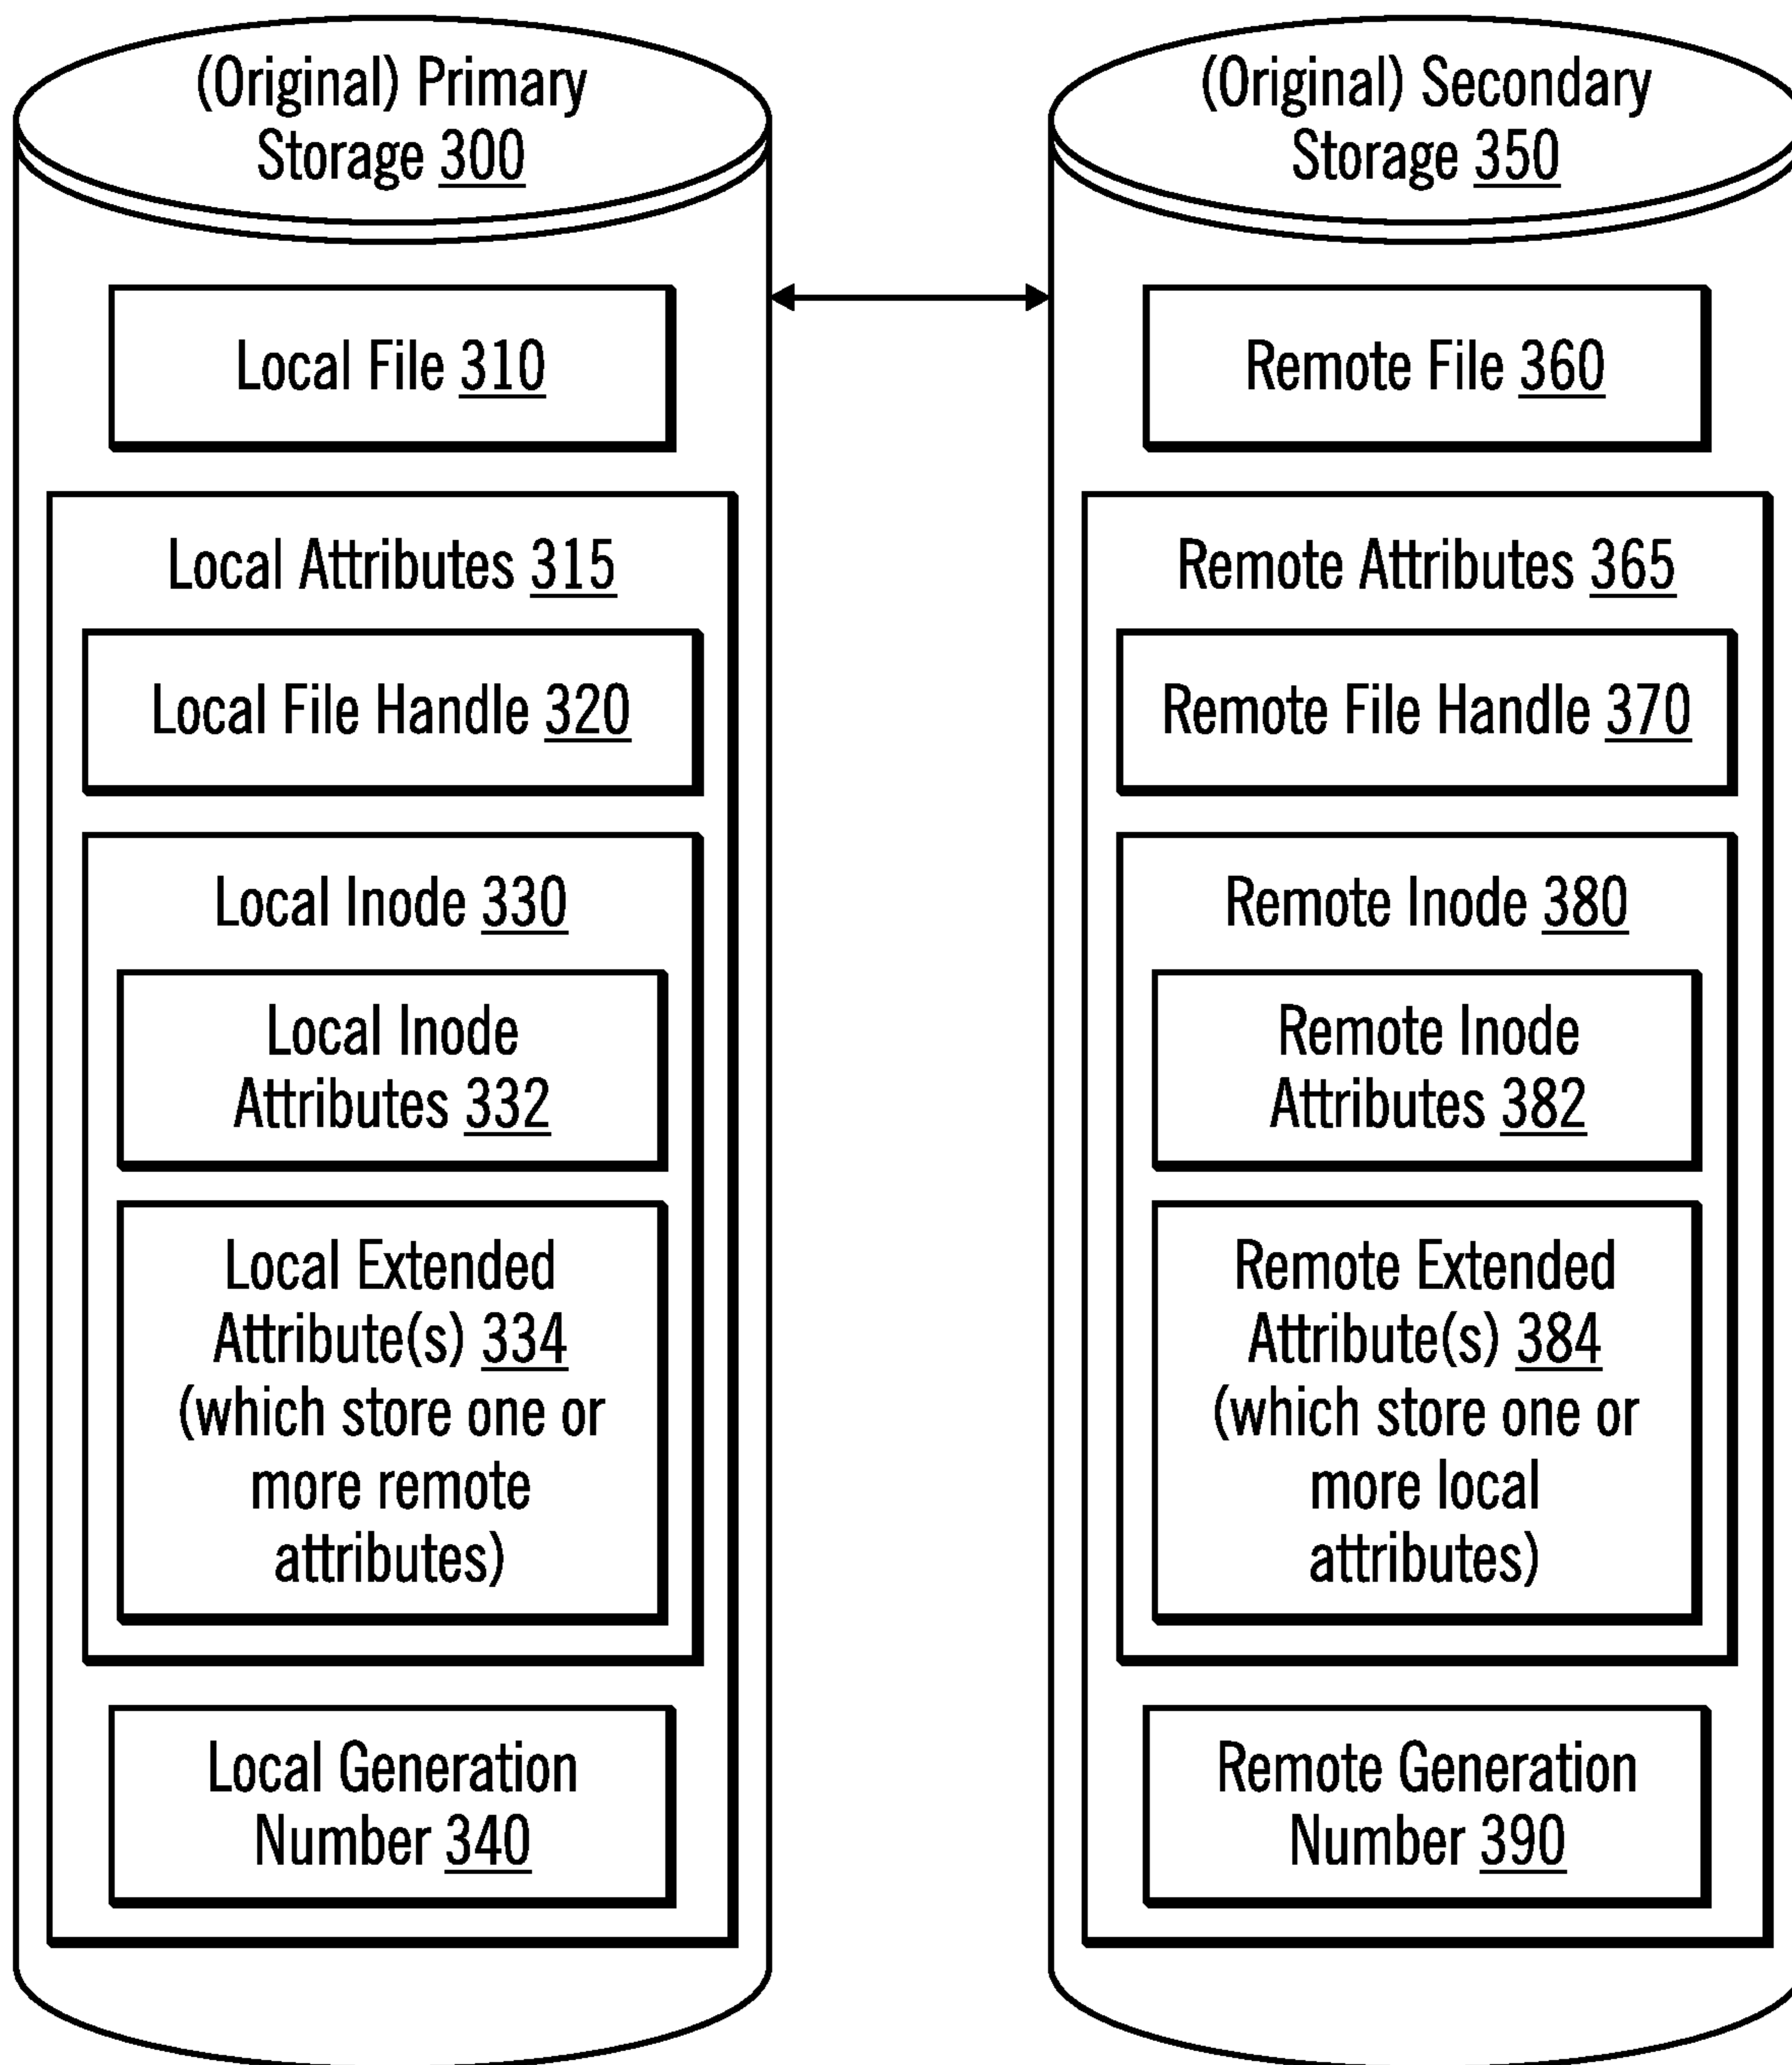 (Original) Primary
Storage 300
Local File 310
Local Attributes 315
Local File Handle 320
Local Inode 330
Local Inode
Attributes 332
Local Extended
Attribute(s) 334
(which store one or
more remote
attributes)
Local Generation
Number 340
(Original) Secondary
Storage 350
Remote File 360
Remote Attributes 365
Remote File Handle 370
Remote Inode 380
Remote Inode
Attributes 382
Remote Extended
Attribute(s) 384
(which store one or
more local
attributes)
Remote Generation
Number 390